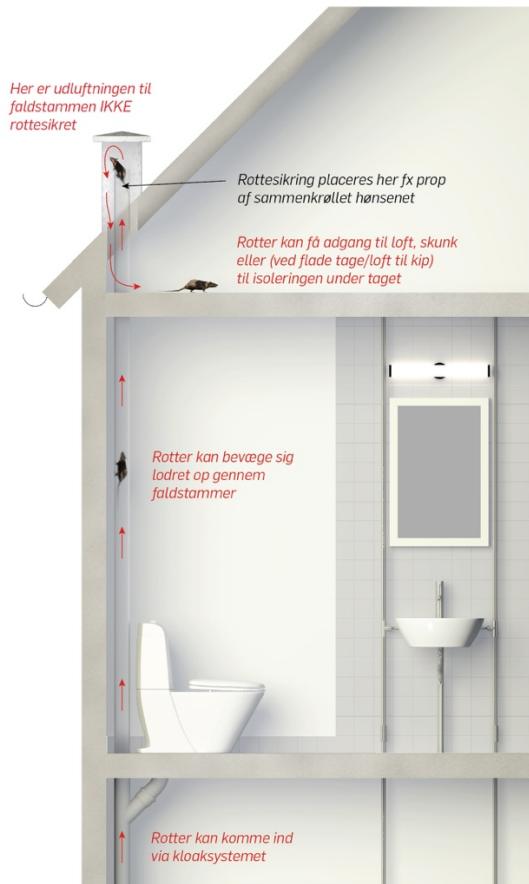 Her er udluftningen til
faldstammen IKKE
rottesikret
Rottesikring placeres her fx prop
af sammenkrøllet hønsenet
Rotter kan få adgang til loft, skunk
eller (ved flade tage/loft til kip)
til isoleringen under taget
Rotter kan bevæge sig
lodret op gennem
faldstammer
Rotter kan komme ind
via kloaksystemet